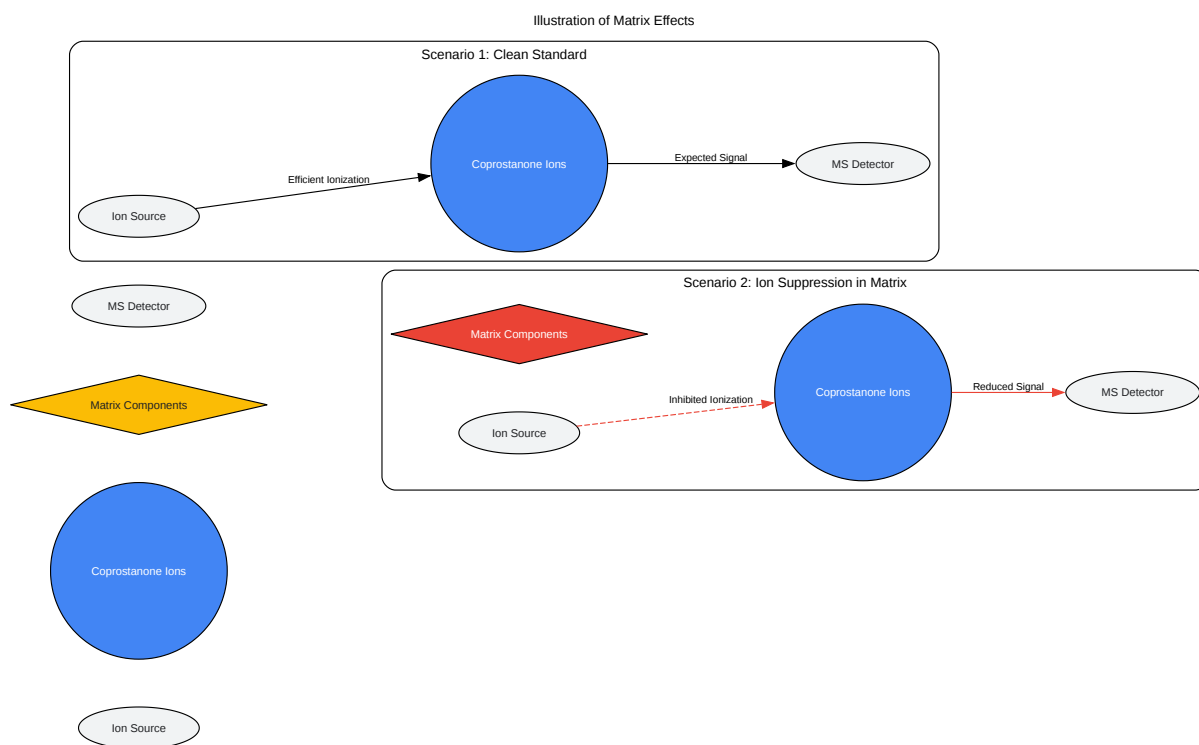 Illustration of Matrix Effects
Scenario 1: Clean Standard
Coprostanone Ions
Expected Signal
MS Detector
Efficient Ionization
Ion Source
MS Detector
Matrix Components
Coprostanone Ions
Ion Source
Scenario 2: Ion Suppression in Matrix
Matrix Components
Coprostanone Ions
Reduced Signal
MS Detector
Inhibited Ionization
Ion Source